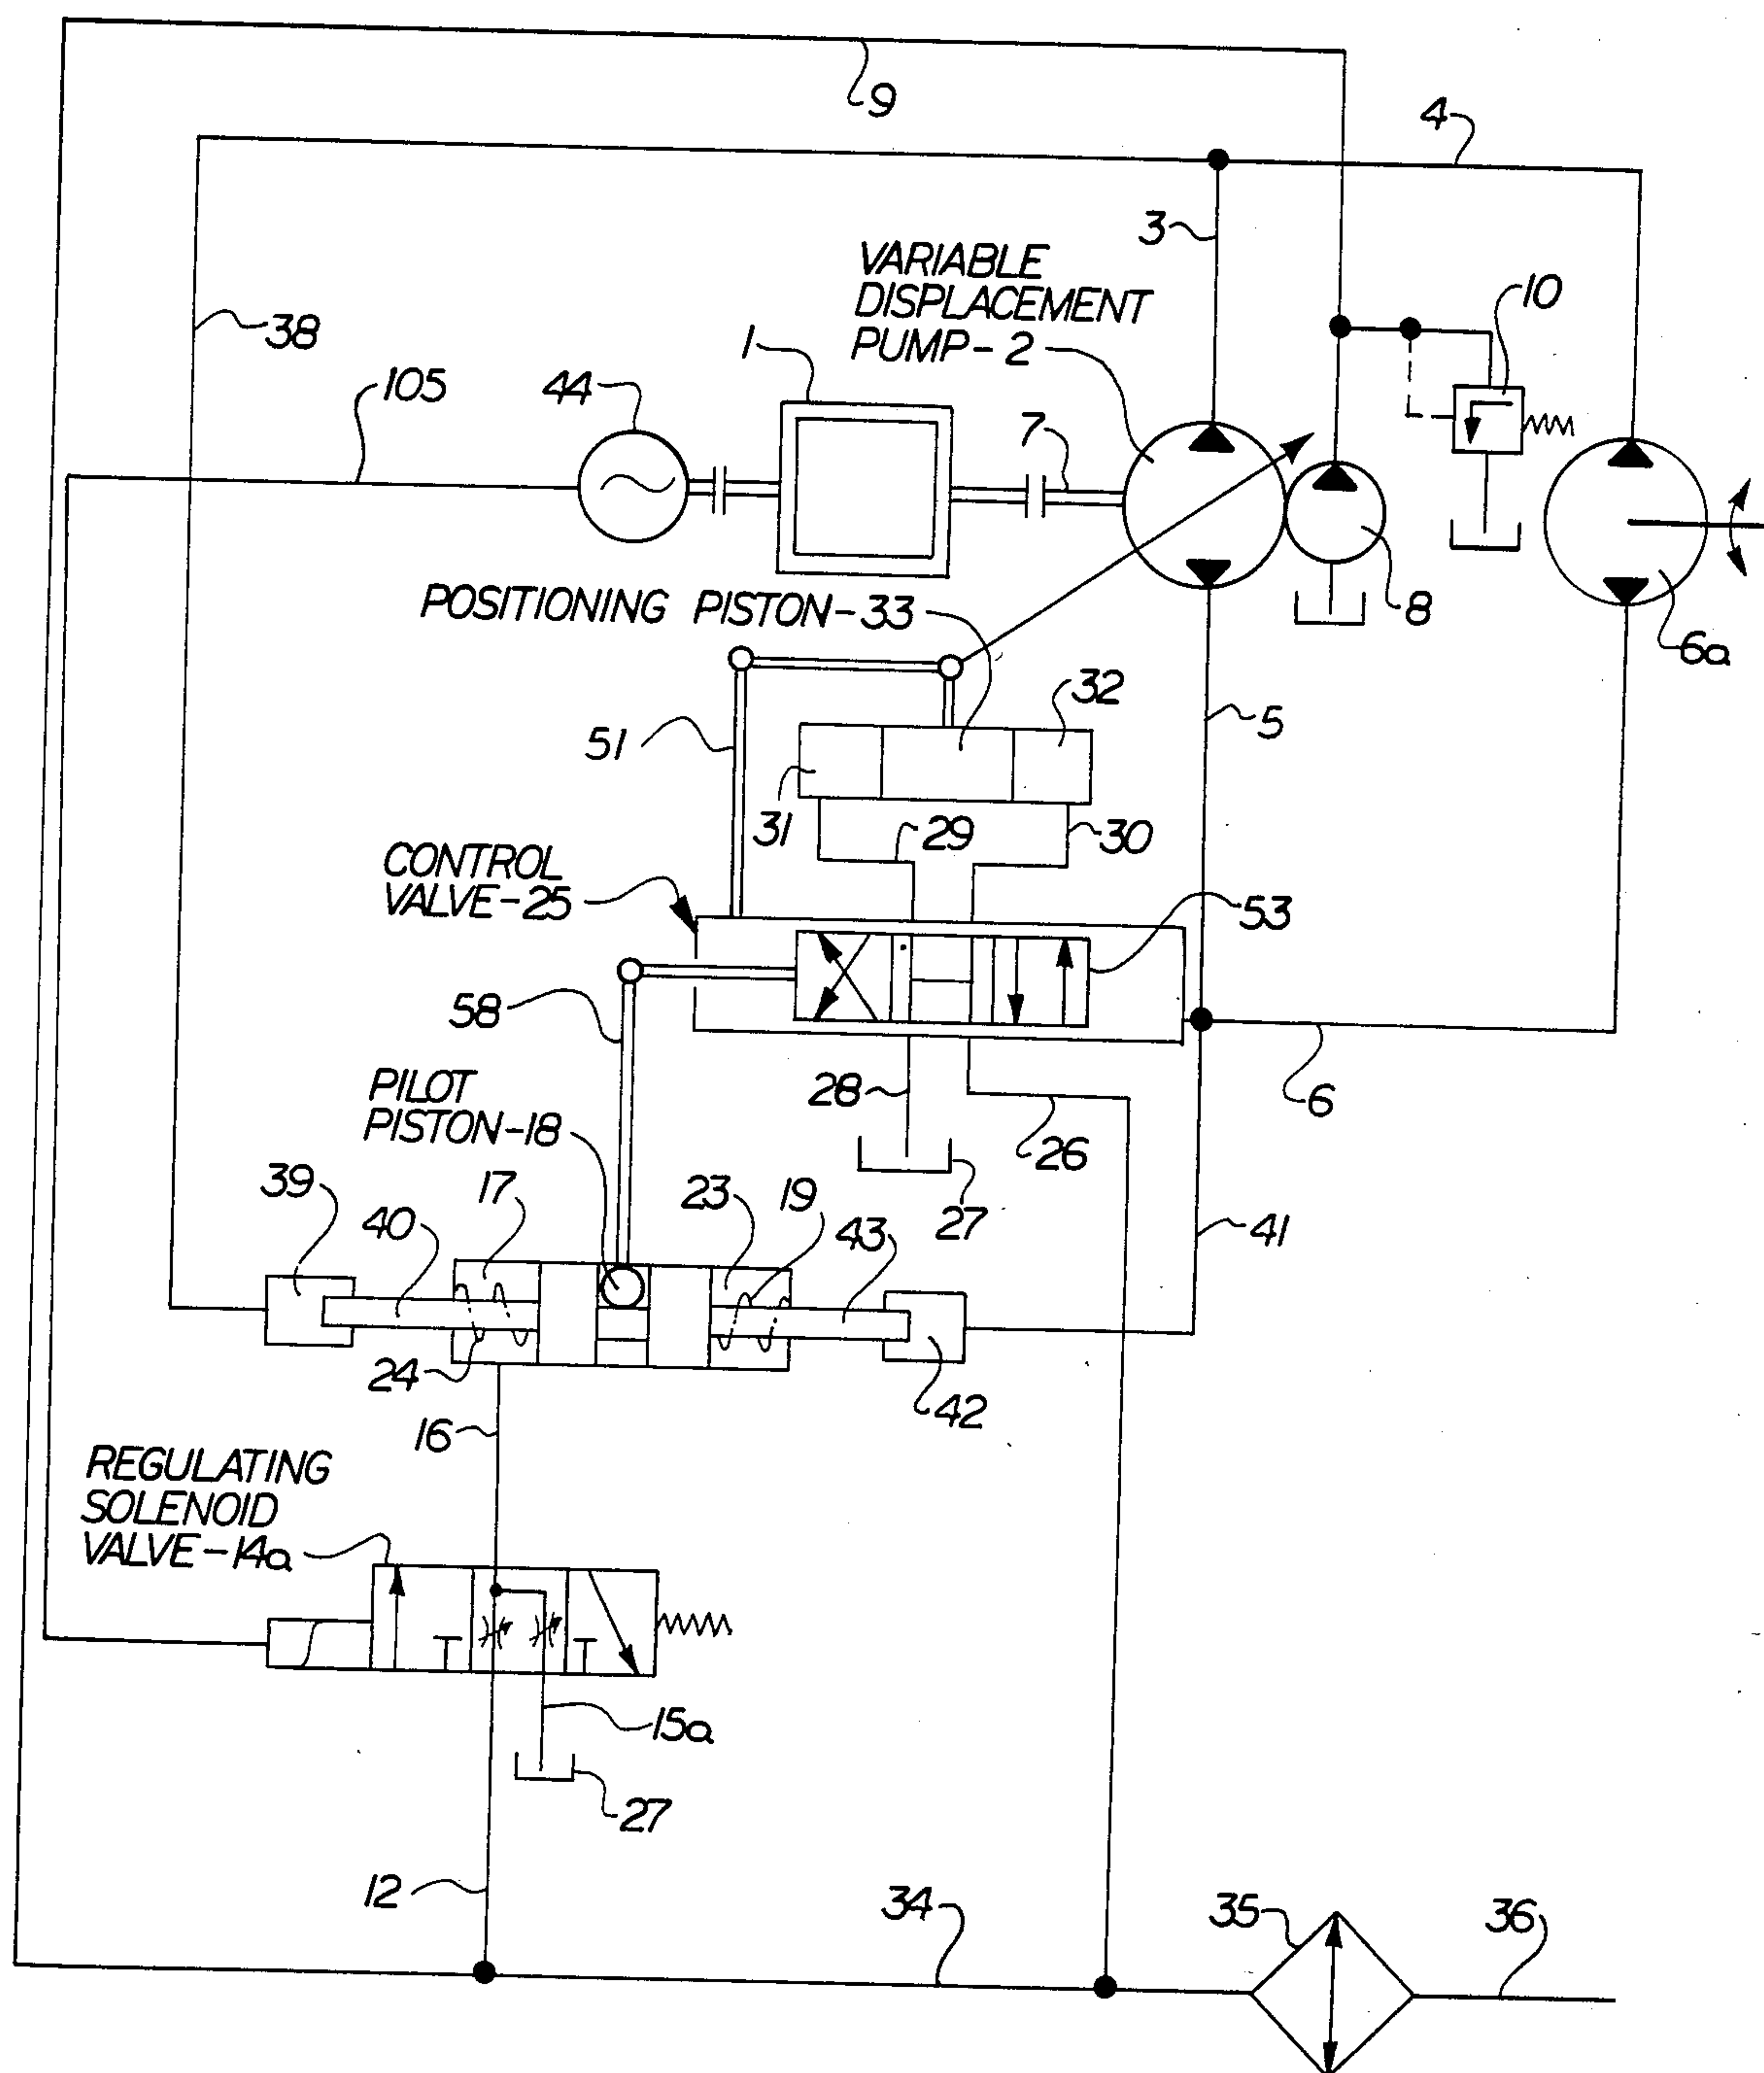 9
4
3
VARIABLE
DISPLACEMENT
PUMP-2
10
38
1
105
44
7
POSITIONING PISTON-33
8
6a
32
51
5
31
29
30
CONTROL
VALVE-25
53
58
PILOT
PISTON-18
28
26
6
27
39
17
23
19
40
43
41
24
42
16
REGULATING
SOLENOID
VALVE-14a
15a
27
12
34
35
36